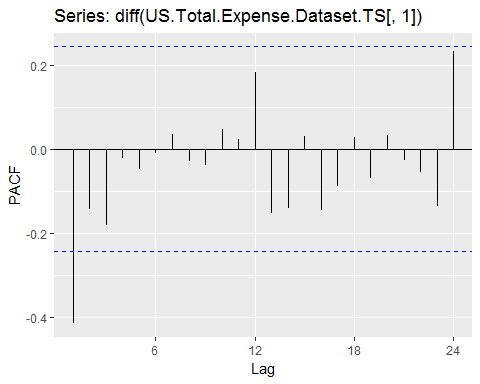 Series: diff(US.Total.Expense.Dataset.TS[, 1])
0.2
0.0
-0.2
-0.4
PACF
6 12 18 24
Lag